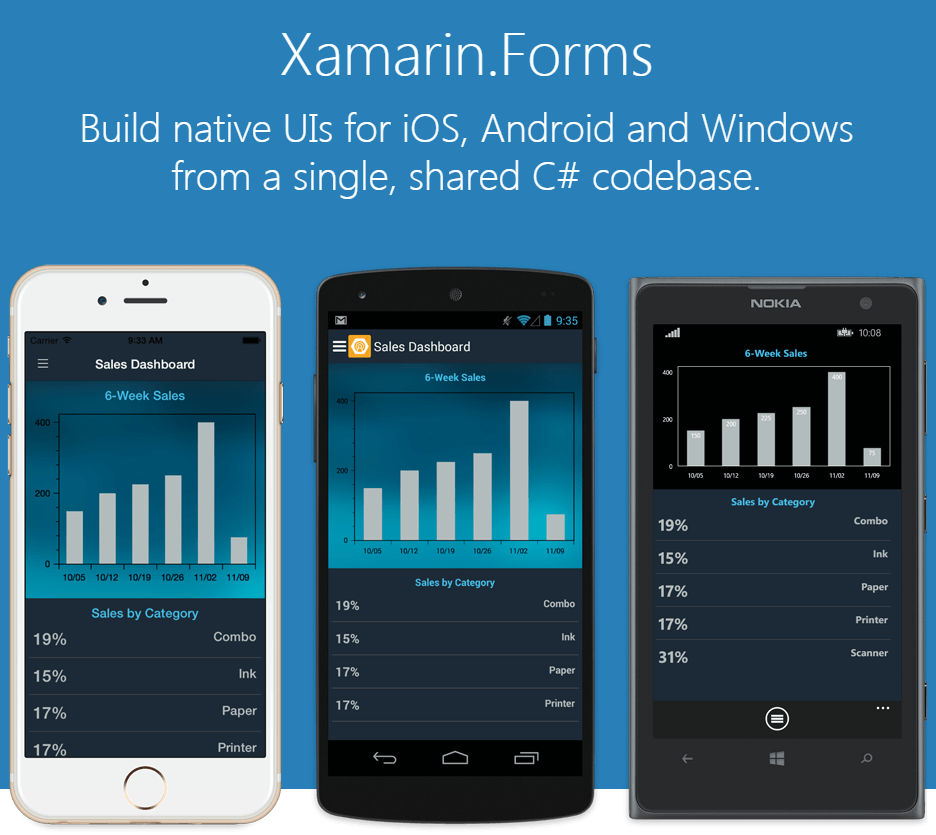 Xamarin.Forms
Build native UIs for iOS, Android and Windows
from a single, shared C# codebase.
Carrier 9:33 AM
Sales Dashboard
6-Week Sales
400
200
0
10/05 10/12 10/19 10/26 11/02 11/09
Sales by Category
19% Combo
15% Ink
17% Paper
17% Printer
9:35
Sales Dashboard
6-Week Sales
400
200
0
10/05 10/12 10/19 10/26 11/02 11/09
Sales by Category
19% Combo
15% Ink
17% Paper
17% Printer
NOKIA
10:08
6-Week Sales
400
200
0
150 200 225 250 400 75
10/05 10/12 10/19 10/26 11/02 11/09
Sales by Category
19% Combo
15% Ink
17% Paper
17% Printer
31% Scanner